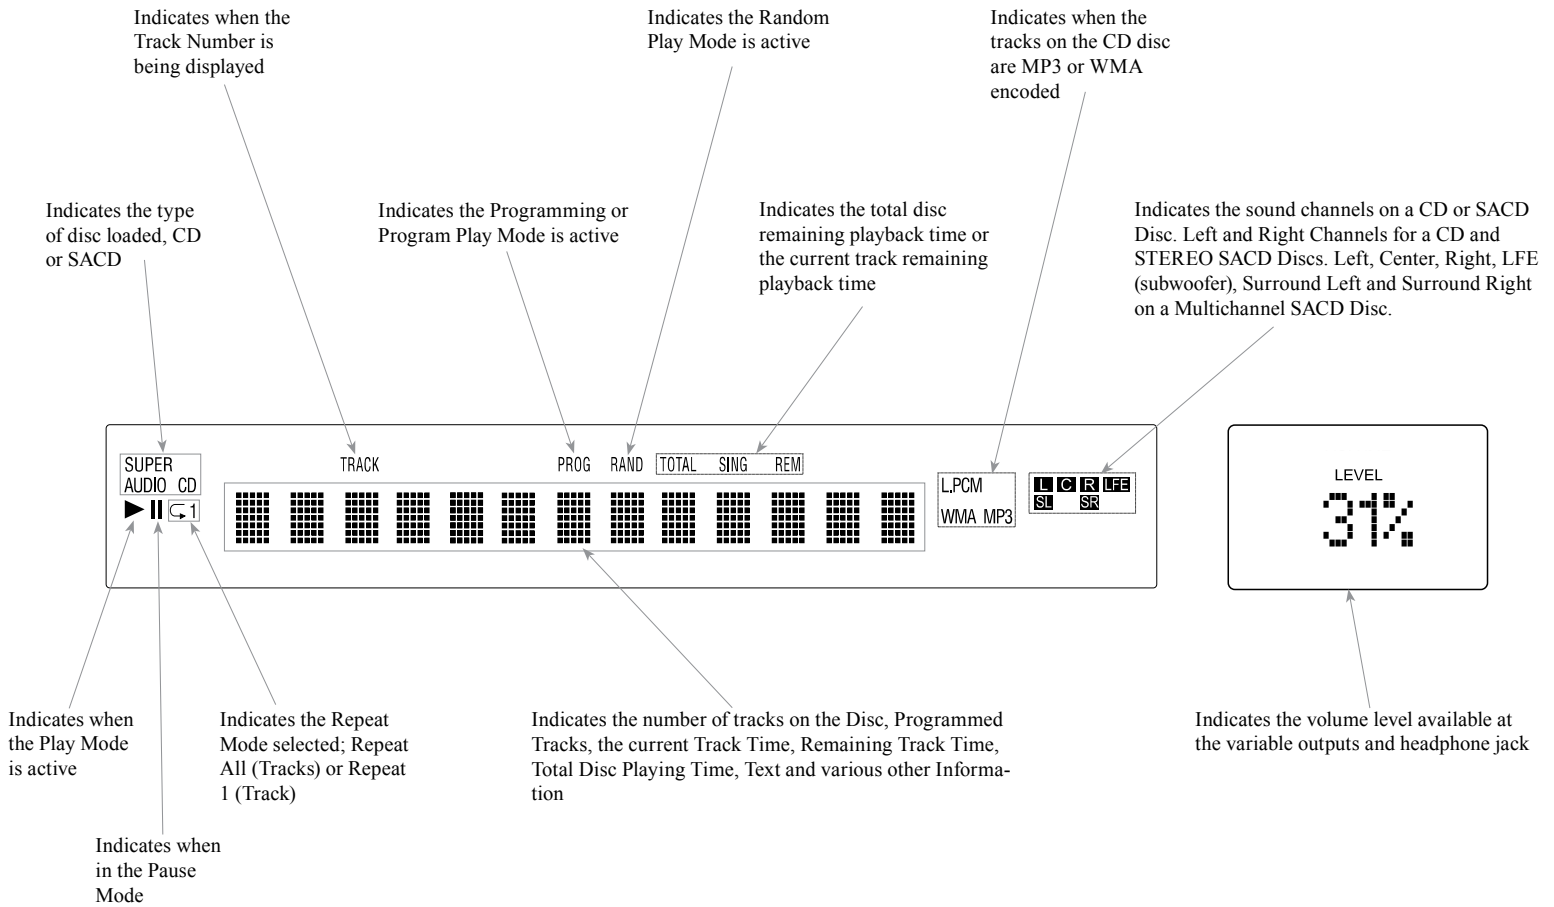 Indicates when the
Track Number is
being displayed
Indicates the Random
Play Mode is active
Indicates when the
tracks on the CD disc
are MP3 or WMA
encoded
Indicates the type
of disc loaded, CD
or SACD
Indicates the Programming or
Program Play Mode is active
Indicates the total disc
remaining playback time or
the current track remaining
playback time
Indicates the sound channels on a CD or SACD
Disc. Left and Right Channels for a CD and
STEREO SACD Discs. Left, Center, Right, LFE
(subwoofer), Surround Left and Surround Right
on a Multichannel SACD Disc.
SUPER
AUDIO CD
1
TRACK
PROG
RAND
TOTAL SING REM
L.PCM
WMA MP3
L C R LFE
SL SR
LEVEL
31%
Indicates when
the Play Mode
is active
Indicates the Repeat
Mode selected; Repeat
All (Tracks) or Repeat
1 (Track)
Indicates the number of tracks on the Disc, Programmed
Tracks, the current Track Time, Remaining Track Time,
Total Disc Playing Time, Text and various other Informa-
tion
Indicates the volume level available at
the variable outputs and headphone jack
Indicates when
in the Pause
Mode